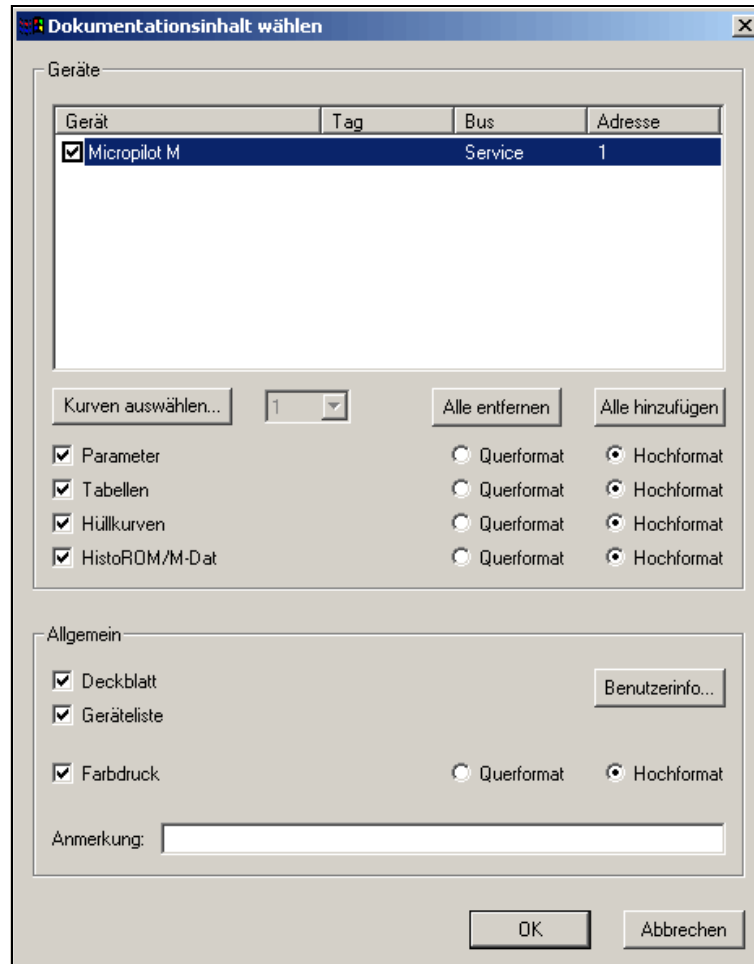 Dokumentationsinhalt wählen
Geräte
Gerät Tag Bus Adresse
Micropilot M Service 1
Kurven auswählen... 1 Alle entfernen Alle hinzufügen
Parameter Querformat Hochformat
Tabellen Querformat Hochformat
Hüllkurven Querformat Hochformat
HistoROM/M-Dat Querformat Hochformat
Allgemein
Deckblatt Benutzerinfo...
Geräteliste
Farbdruck Querformat Hochformat
Anmerkung:
OK Abbrechen